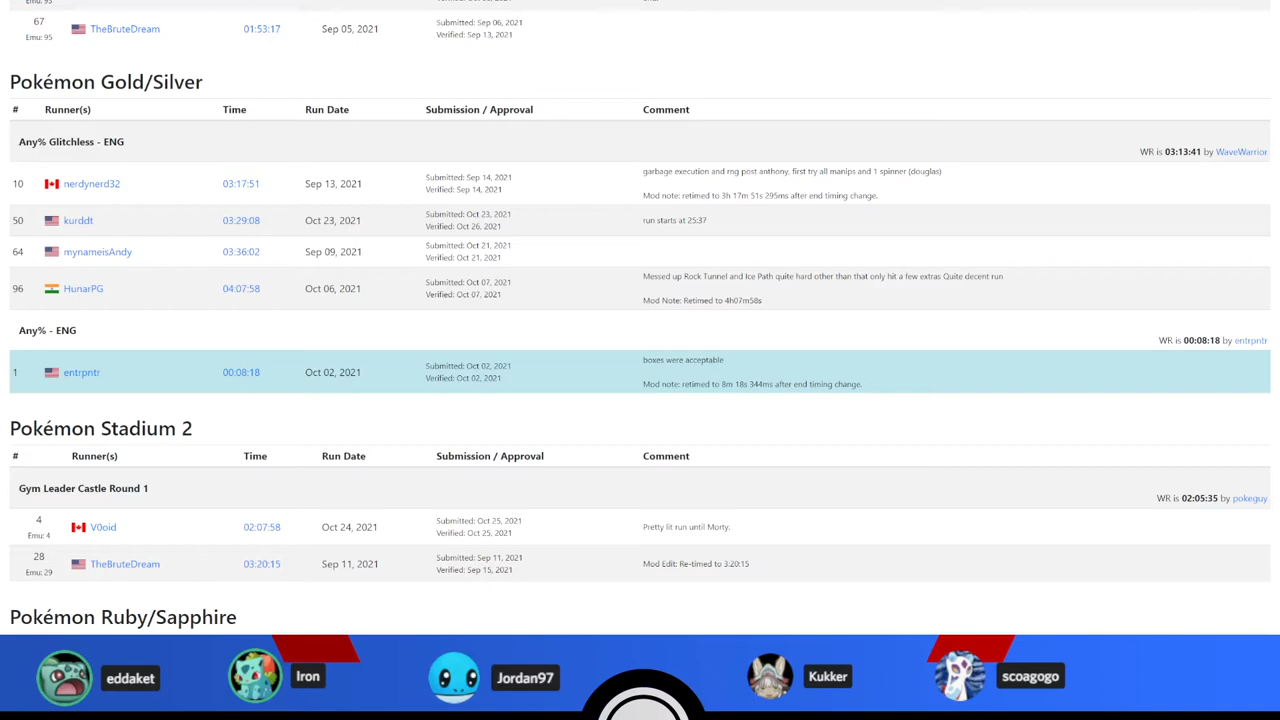 Emu: 95
67
Emu: 95
TheBruteDream
01:53:17
Sep 05, 2021
Submitted: Sep 06, 2021
Verified: Sep 13, 2021
Pokémon Gold/Silver
# Runner(s) Time Run Date Submission / Approval Comment
Any% Glitchless - ENG
WR is 03:13:41 by WaveWarrior
10 nerdynerd32 03:17:51 Sep 13, 2021
Submitted: Sep 14, 2021
Verified: Sep 14, 2021
garbage execution and rng post anthony, first try all manips and 1 spinner (douglas)
Mod note: retimed to 3h 17m 51s 295ms after end timing change.
50 kurddt 03:29:08 Oct 23, 2021
Submitted: Oct 23, 2021
Verified: Oct 26, 2021
run starts at 25:37
64 mynameisAndy 03:36:02 Sep 09, 2021
Submitted: Oct 21, 2021
Verified: Oct 21, 2021
96 HunarPG 04:07:58 Oct 06, 2021
Submitted: Oct 07, 2021
Verified: Oct 07, 2021
Messed up Rock Tunnel and Ice Path quite hard other than that only hit a few extras Quite decent run
Mod Note: Retimed to 4h07m58s
Any% - ENG
WR is 00:08:18 by entrpntr
1 entrpntr 00:08:18 Oct 02, 2021
Submitted: Oct 02, 2021
Verified: Oct 02, 2021
boxes were acceptable
Mod note: retimed to 8m 18s 344ms after end timing change.
Pokémon Stadium 2
# Runner(s) Time Run Date Submission / Approval Comment
Gym Leader Castle Round 1
WR is 02:05:35 by pokeguy
4
Emu: 4
V0oid 02:07:58 Oct 24, 2021
Submitted: Oct 25, 2021
Verified: Oct 25, 2021
Pretty lit run until Morty.
28
Emu: 29
TheBruteDream 03:20:15 Sep 11, 2021
Submitted: Sep 11, 2021
Verified: Sep 15, 2021
Mod Edit: Re-timed to 3:20:15
Pokémon Ruby/Sapphire
eddaket Iron Jordan97 Kukker scoagogo